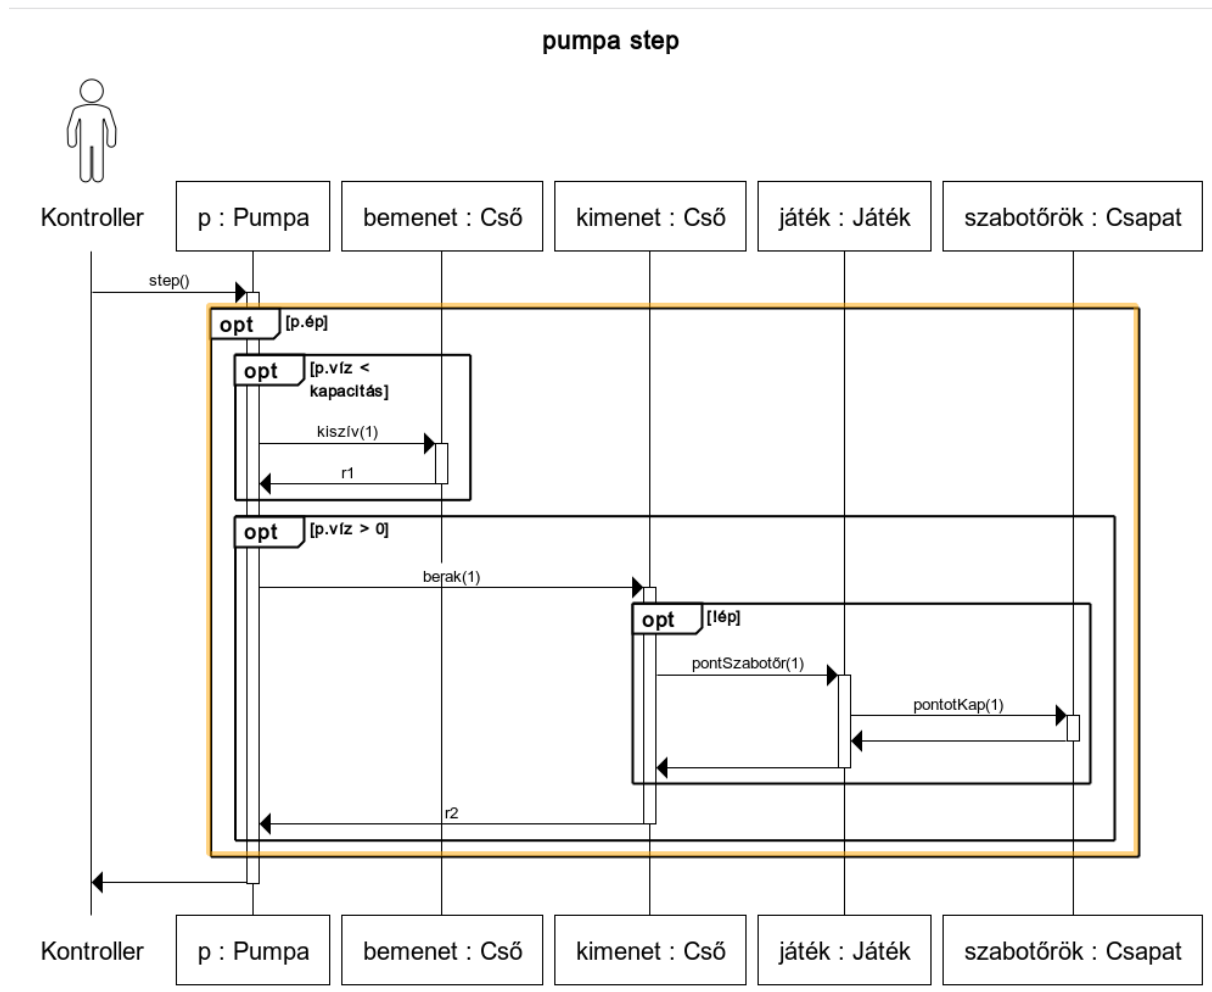 pumpa step
Kontroller
p : Pumpa
bemenet : Cső
kimenet : Cső
játék : Játék
szabotőrök : Csapat
step()
opt [p.ép]
opt [p.víz <
kapacitás]
kiszív(1)
r1
opt [p.víz > 0]
berak(1)
opt [!ép]
pontSzabotőr(1)
pontotKap(1)
r2
Kontroller
p : Pumpa
bemenet : Cső
kimenet : Cső
játék : Játék
szabotőrök : Csapat